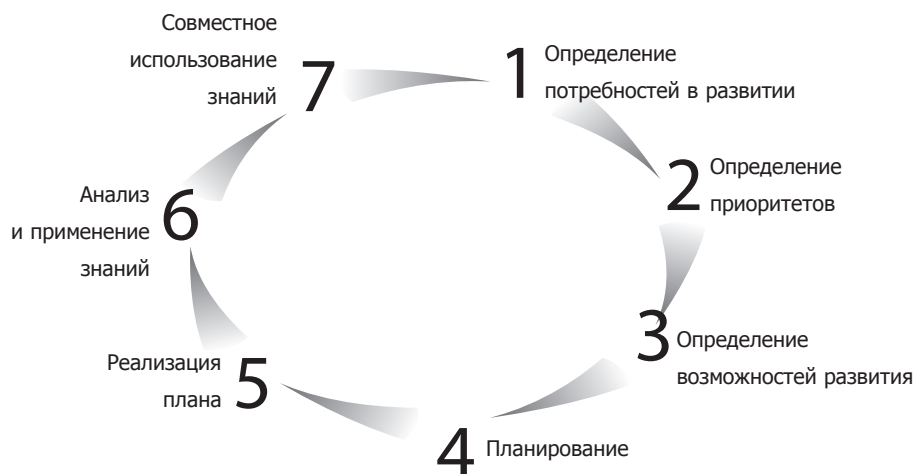 1
Определение
потребностей в развитии
2
Определение
приоритетов
3
Определение
возможностей развития
4
Планирование
5
Реализация
плана
6
Анализ
и применение
знаний
7
Совместное
использование
знаний